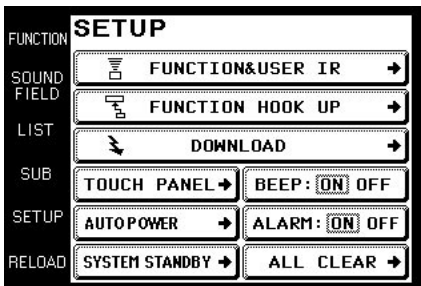 SETUP
FUNCTION
SOUND
FIELD
LIST
SUB
SETUP
RELOAD
FUNCTION&USER IR
FUNCTION HOOK UP
DOWNLOAD
TOUCH PANEL
BEEP: ON OFF
AUTO POWER
ALARM: ON OFF
SYSTEM STANDBY
ALL CLEAR